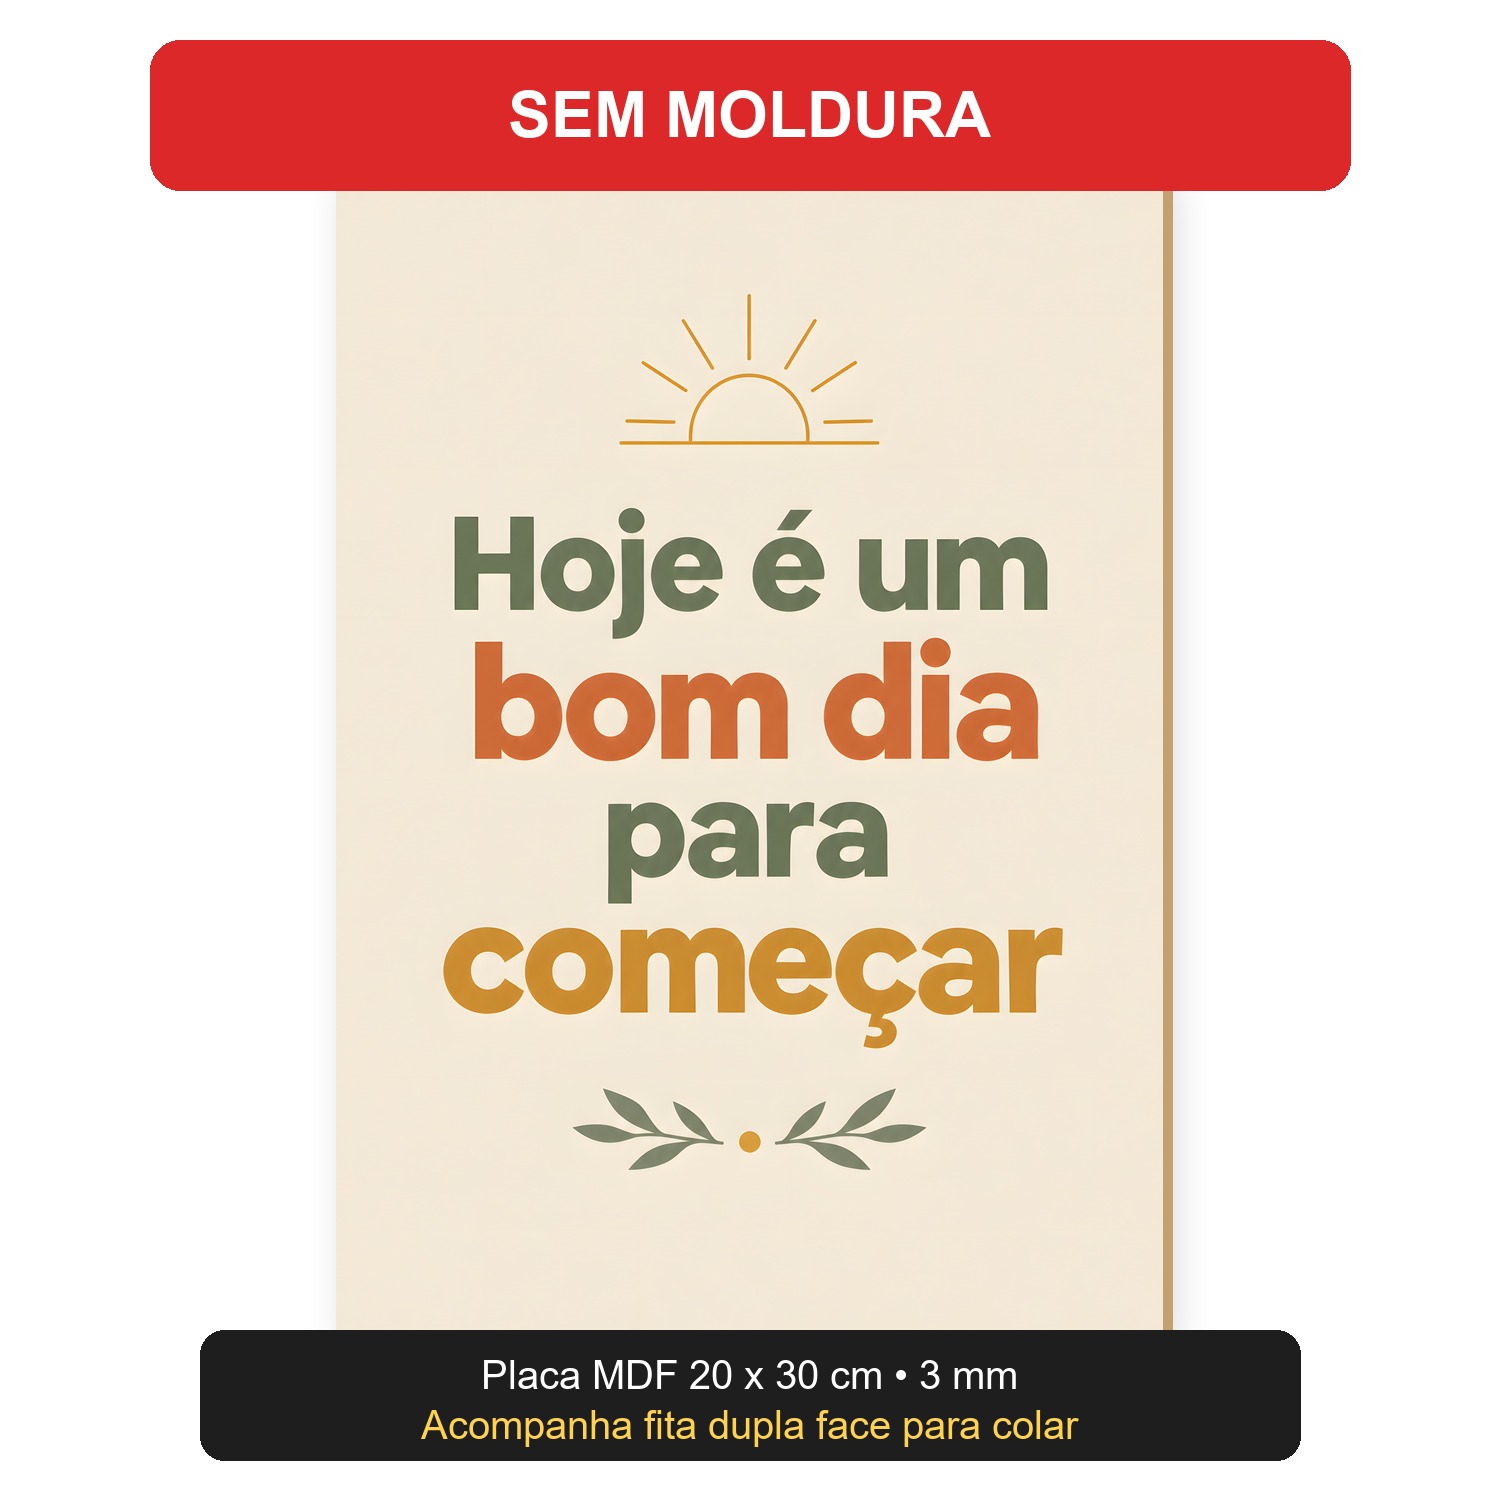 SEM MOLDURA
Hoje é um
bom dia
para
começar
Placa MDF 20 x 30 cm • 3 mm
Acompanha fita dupla face para colar